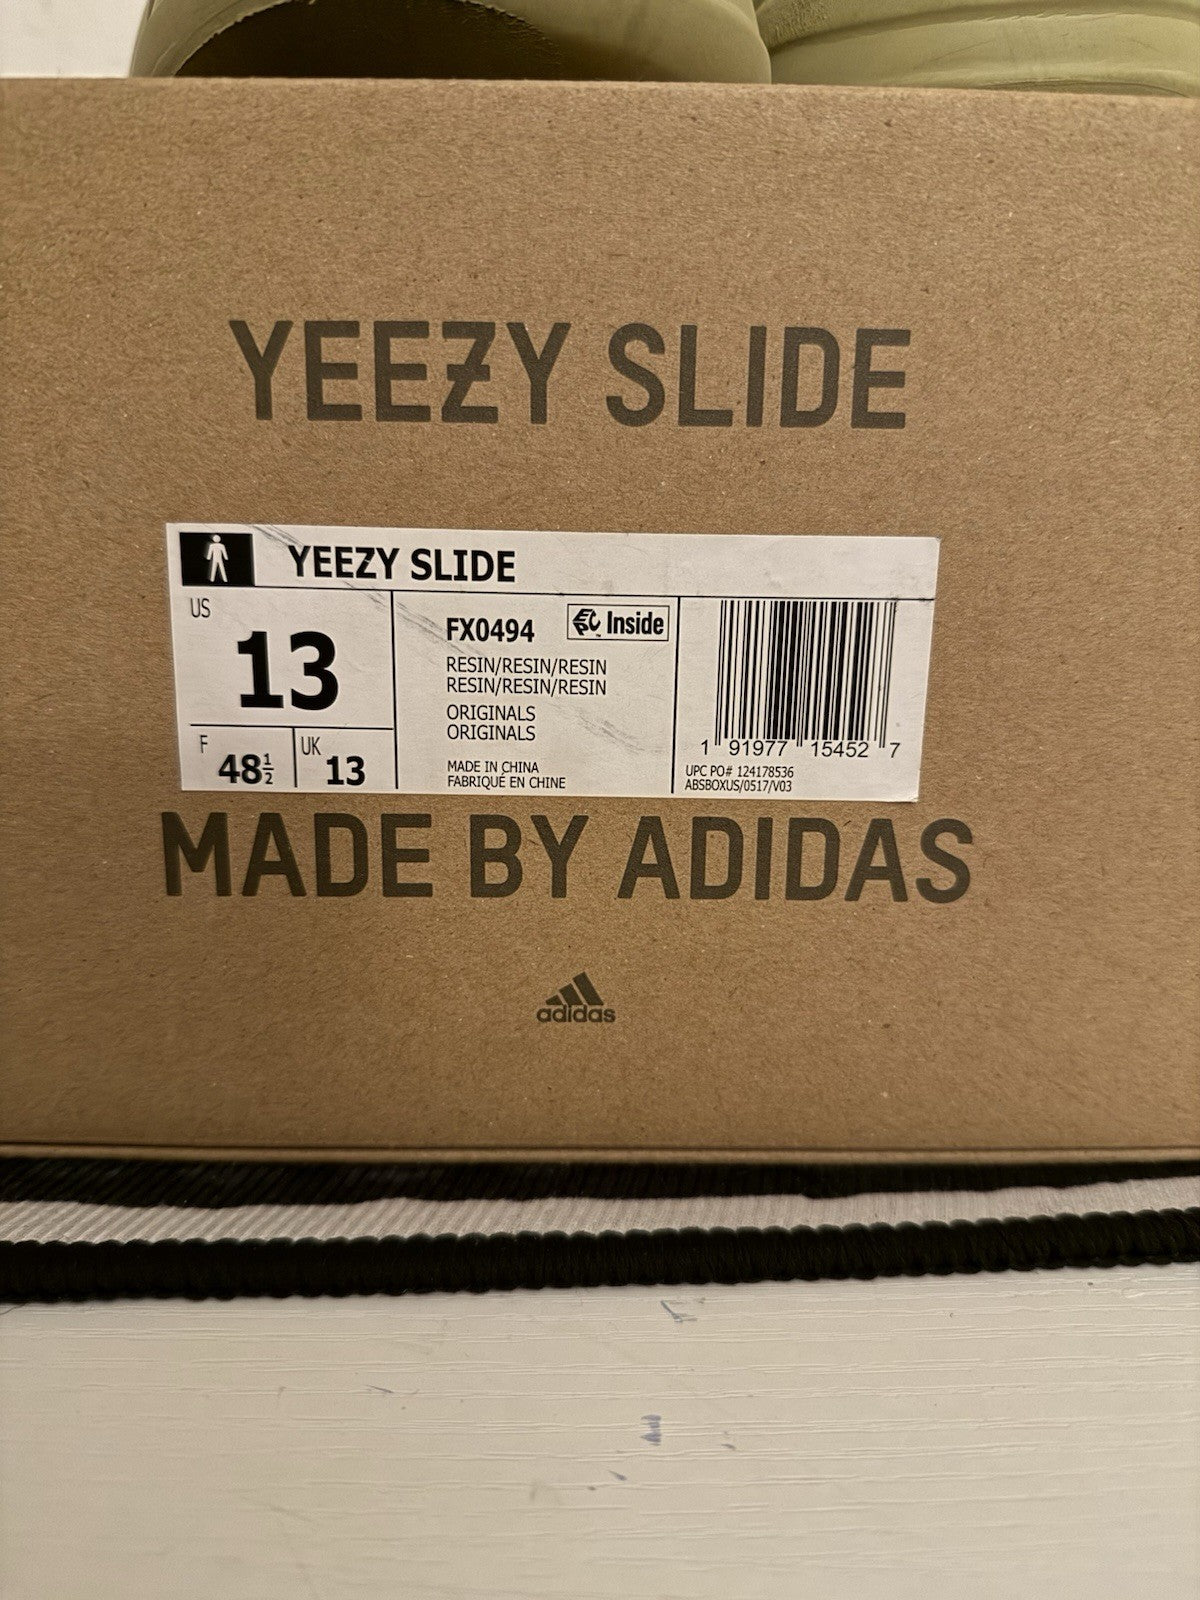 YEEZY SLIDE
YEEZY SLIDE
US
13
F
48½
UK
13
FX0494
EPC™ Inside
RESIN/RESIN/RESIN
RESIN/RESIN/RESIN
ORIGINALS
ORIGINALS
MADE IN CHINA
FABRIQUÉ EN CHINE
1 91977 15452 7
UPC PO# 124178536
ABSBOXUS/0517/V03
MADE BY ADIDAS
adidas